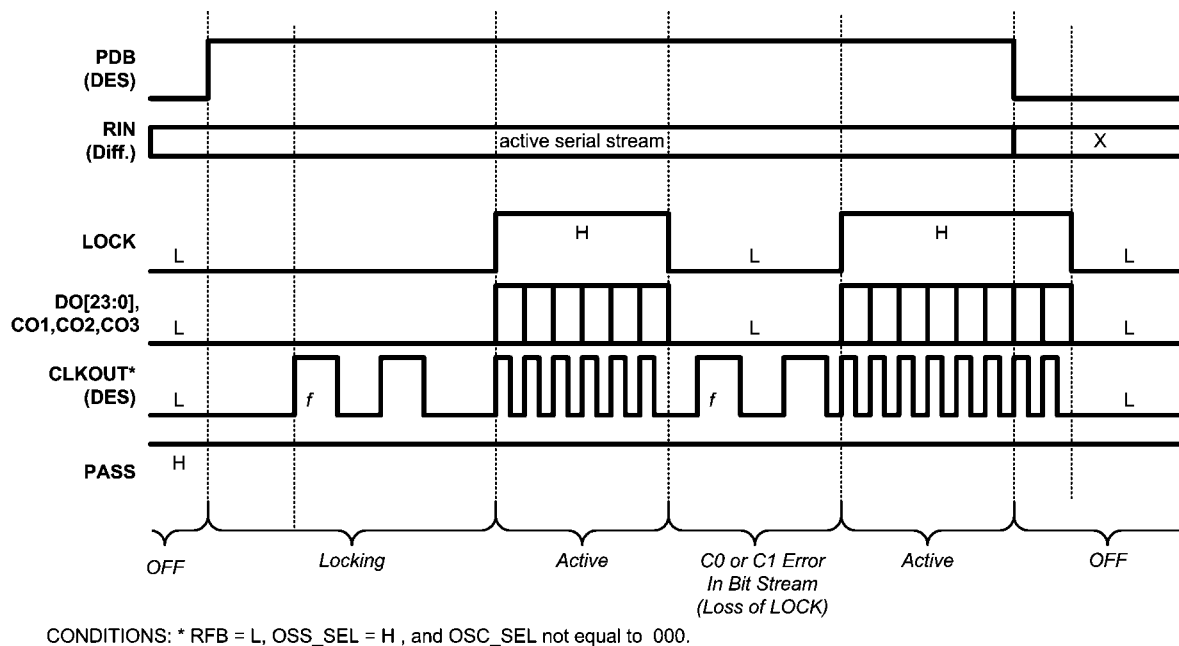 PDB
(DES)
RIN
(Diff.)
active serial stream
X
LOCK
L
H
L
H
L
DO[23:0],
CO1,CO2,CO3
L
L
L
CLKOUT*
(DES)
L
f
f
L
PASS
H
OFF
Locking
Active
C0 or C1 Error
In Bit Stream
(Loss of LOCK)
Active
OFF
CONDITIONS: * RFB = L, OSS_SEL = H , and OSC_SEL not equal to 000.